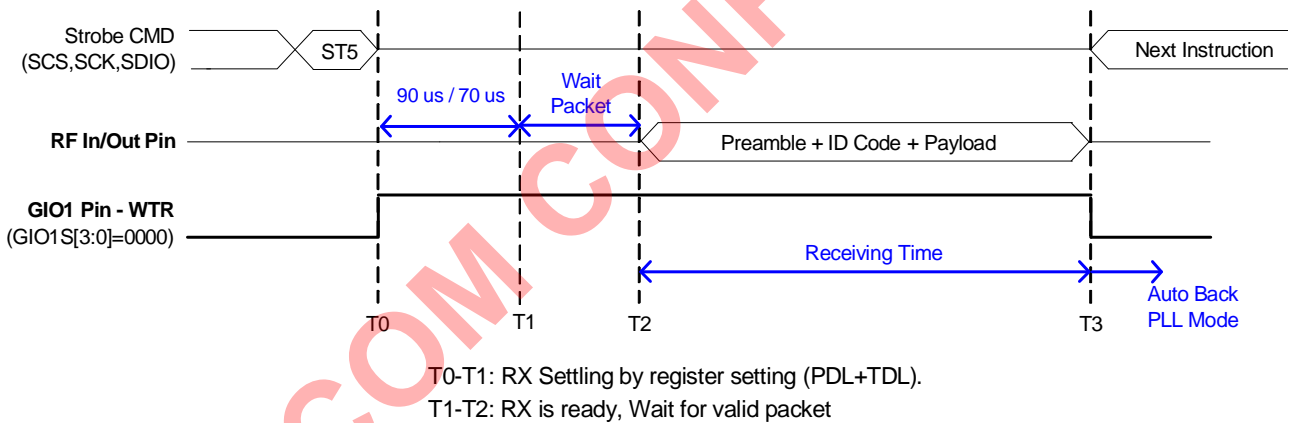 Strobe CMD
(SCS,SCK,SDIO)
ST5
Next Instruction
90 us / 70 us
Wait
Packet
RF In/Out Pin
Preamble + ID Code + Payload
GIO1 Pin - WTR
(GIO1S[3:0]=0000)
Receiving Time
Auto Back
PLL Mode
T0
T1
T2
T3
T0-T1: RX Settling by register setting (PDL+TDL).
T1-T2: RX is ready, Wait for valid packet
COM CONF